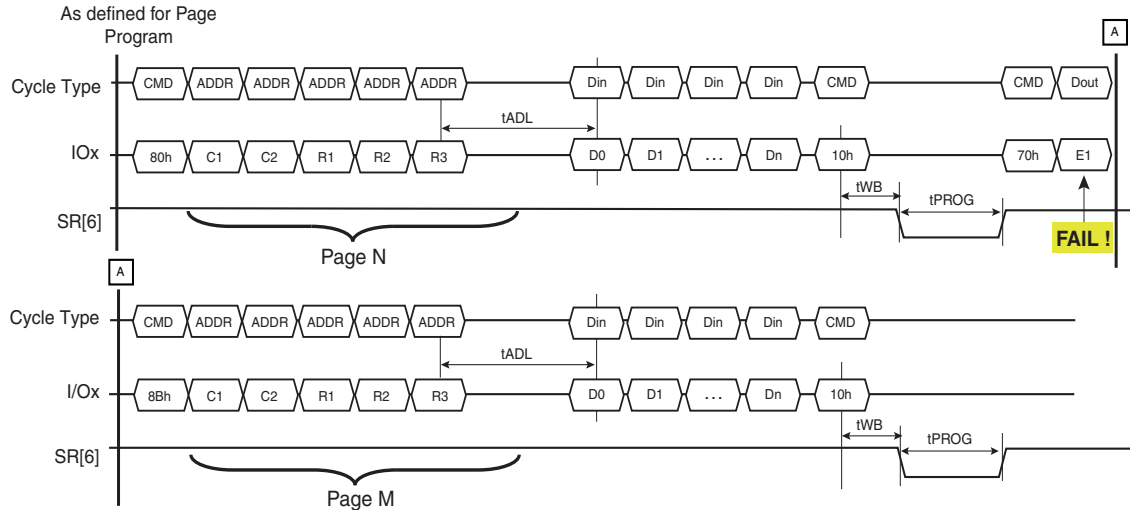 As defined for Page
Program
A
Cycle Type CMD ADDR ADDR ADDR ADDR ADDR Din Din Din Din CMD CMD Dout
tADL
IOx 80h C1 C2 R1 R2 R3 D0 D1 ... Dn 10h 70h E1
tWB tPROG
SR[6]
FAIL !
Page N
A
Cycle Type CMD ADDR ADDR ADDR ADDR ADDR Din Din Din Din CMD
tADL
I/Ox 8Bh C1 C2 R1 R2 R3 D0 D1 ... Dn 10h
tWB tPROG
SR[6]
Page M